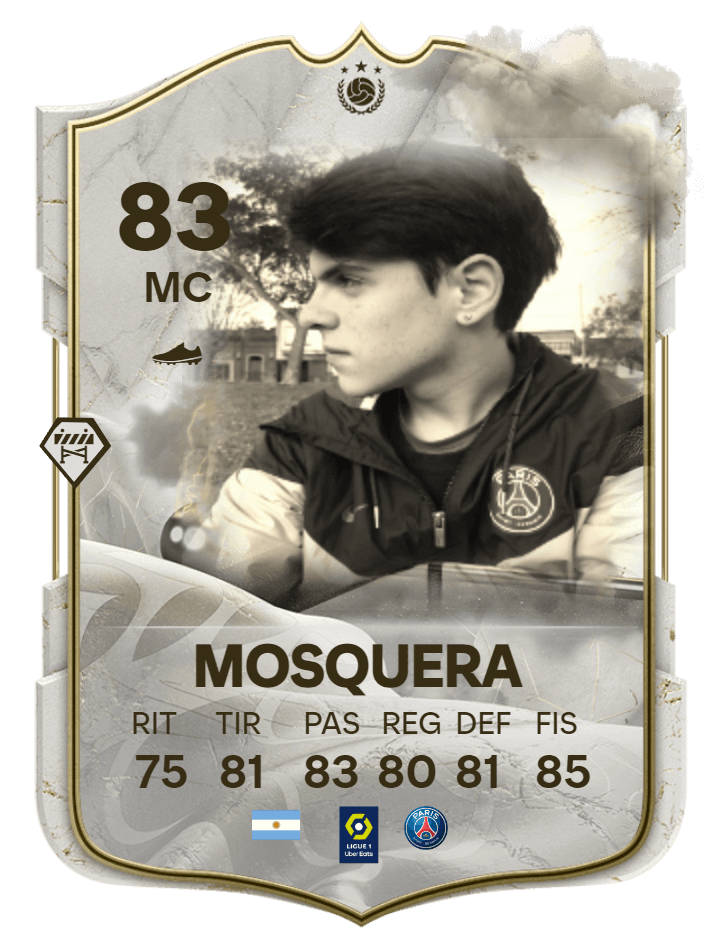 83
MC
PARIS
MOSQUERA
RIT TIR PAS REG DEF FIS
75 81 83 80 81 85
LIGUE 1
Uber Eats
PARIS